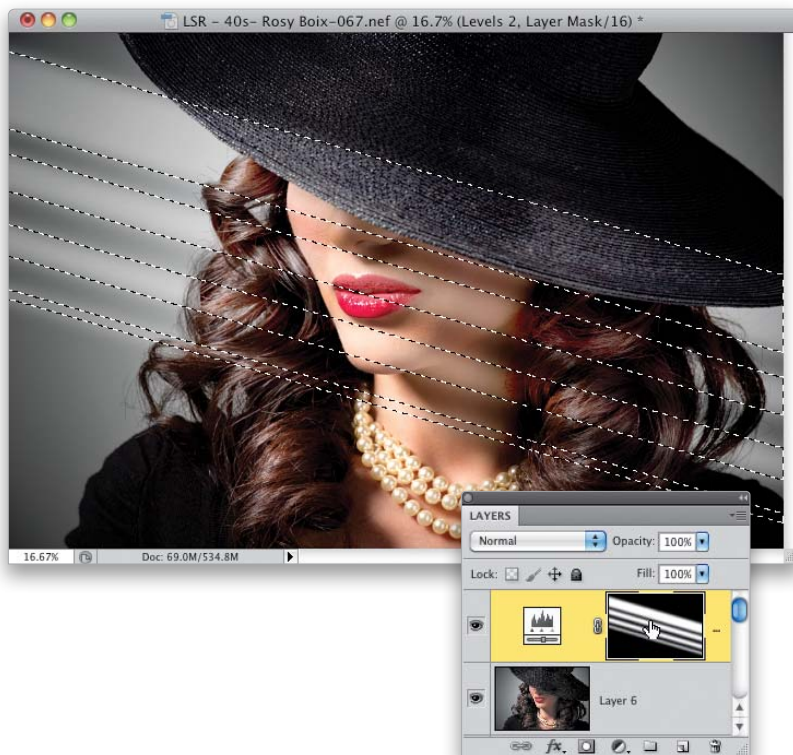 LSR - 40s- Rosy Boix-067.nef @ 16.7% (Levels 2, Layer Mask/16) *
16.67%
Doc: 69.0M/534.8M
LAYERS
Normal
Opacity: 100%
Lock:
Fill: 100%
...
Layer 6
fx.